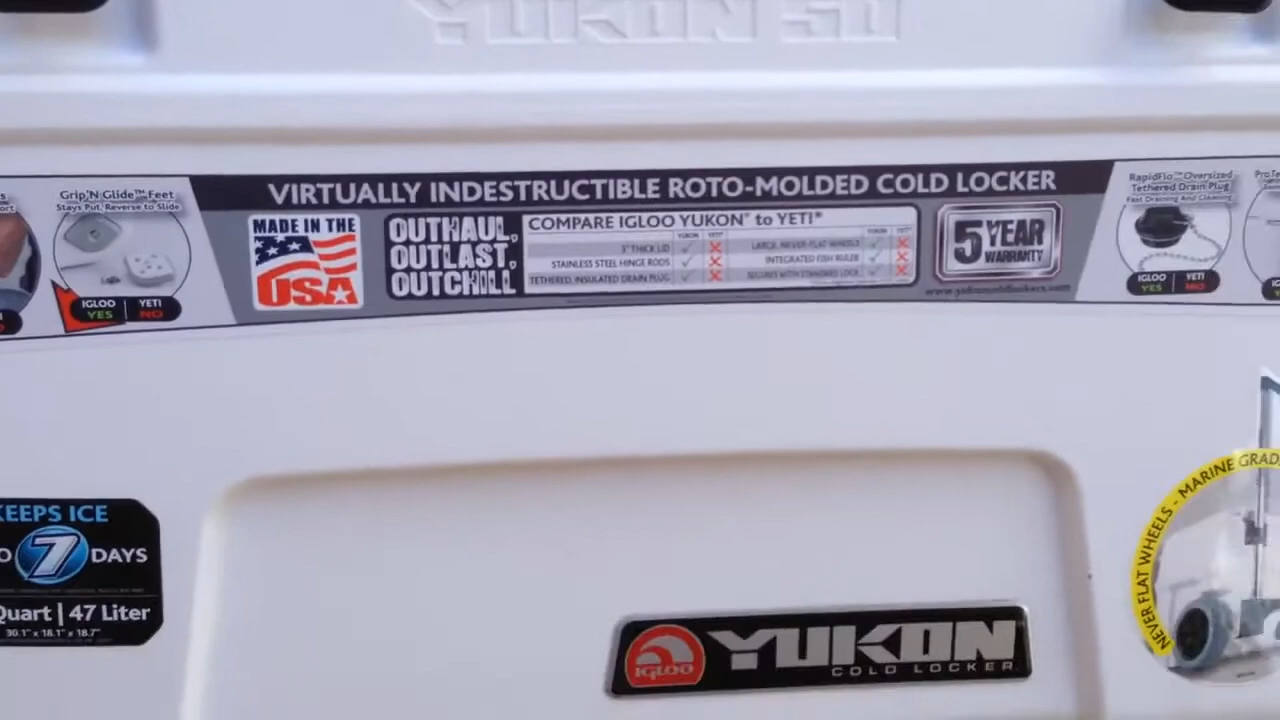 YUKON 50
VIRTUALLY INDESTRUCTIBLE ROTO-MOLDED COLD LOCKER
Grip'N Glide™ Feet
Stays Put, Reverse to Slide
IGLOO YETI
YES NO
MADE IN THE
USA
OUTHAUL,
OUTLAST,
OUTCHILL
COMPARE IGLOO YUKON® to YETI®
YUKON YETI® YUKON YETI®
3" THICK LID
STAINLESS STEEL HINGE RODS
TETHERED, INSULATED DRAIN PLUG
LARGE, NEVER-FLAT WHEELS
INTEGRATED FISH RULER
SECURES WITH STANDARD LOCK
5 YEAR
WARRANTY
www.yukoncoldlockers.com
RapidFlo™ Oversized
Tethered Drain Plug
Fast Draining And Cleaning
IGLOO YETI
YES NO
KEEPS ICE
7 DAYS
Quart | 47 Liter
30.1" x 18.1" x 18.7"
NEVER FLAT WHEELS - MARINE GRAD
IGLOO
YUKON
COLD LOCKER